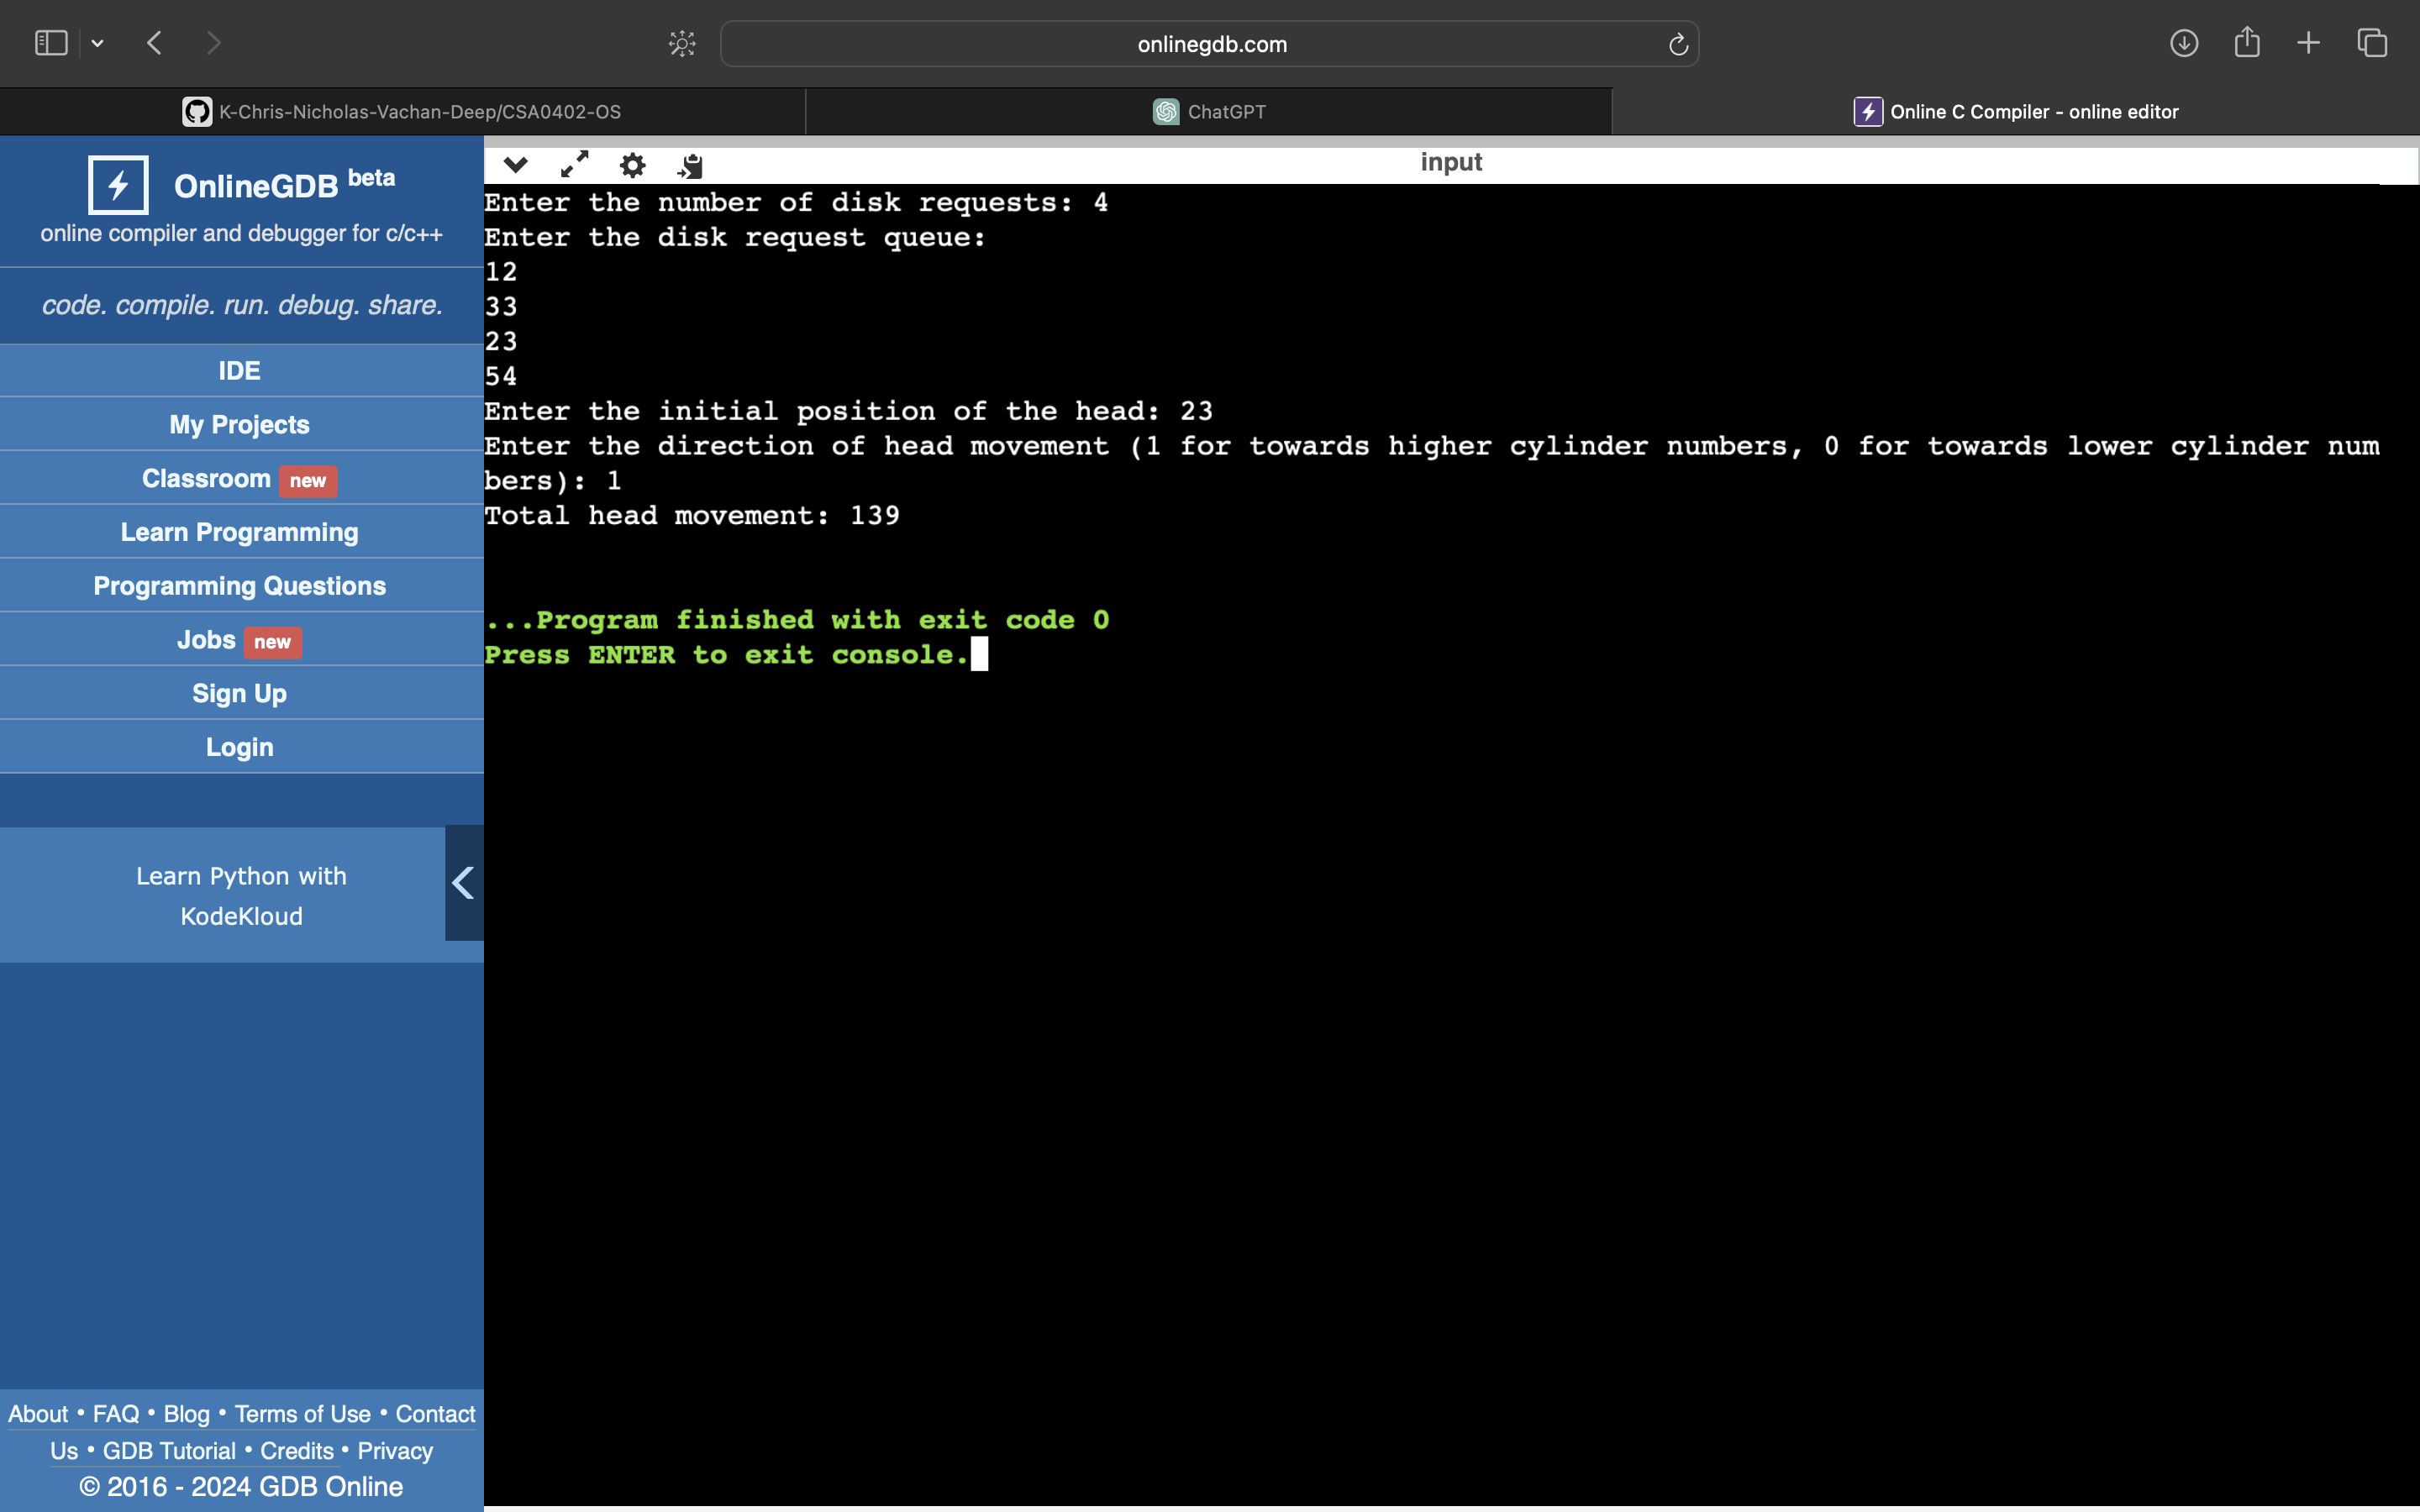 onlinegdb.com
K-Chris-Nicholas-Vachan-Deep/CSA0402-OS
ChatGPT
Online C Compiler - online editor
OnlineGDB beta
online compiler and debugger for c/c++
code. compile. run. debug. share.
IDE
My Projects
Classroom new
Learn Programming
Programming Questions
Jobs new
Sign Up
Login
Learn Python with
KodeKloud
About • FAQ • Blog • Terms of Use • Contact
Us • GDB Tutorial • Credits • Privacy
© 2016 - 2024 GDB Online
input
Enter the number of disk requests: 4
Enter the disk request queue:
12
33
23
54
Enter the initial position of the head: 23
Enter the direction of head movement (1 for towards higher cylinder numbers, 0 for towards lower cylinder num
bers): 1
Total head movement: 139
...Program finished with exit code 0
Press ENTER to exit console.